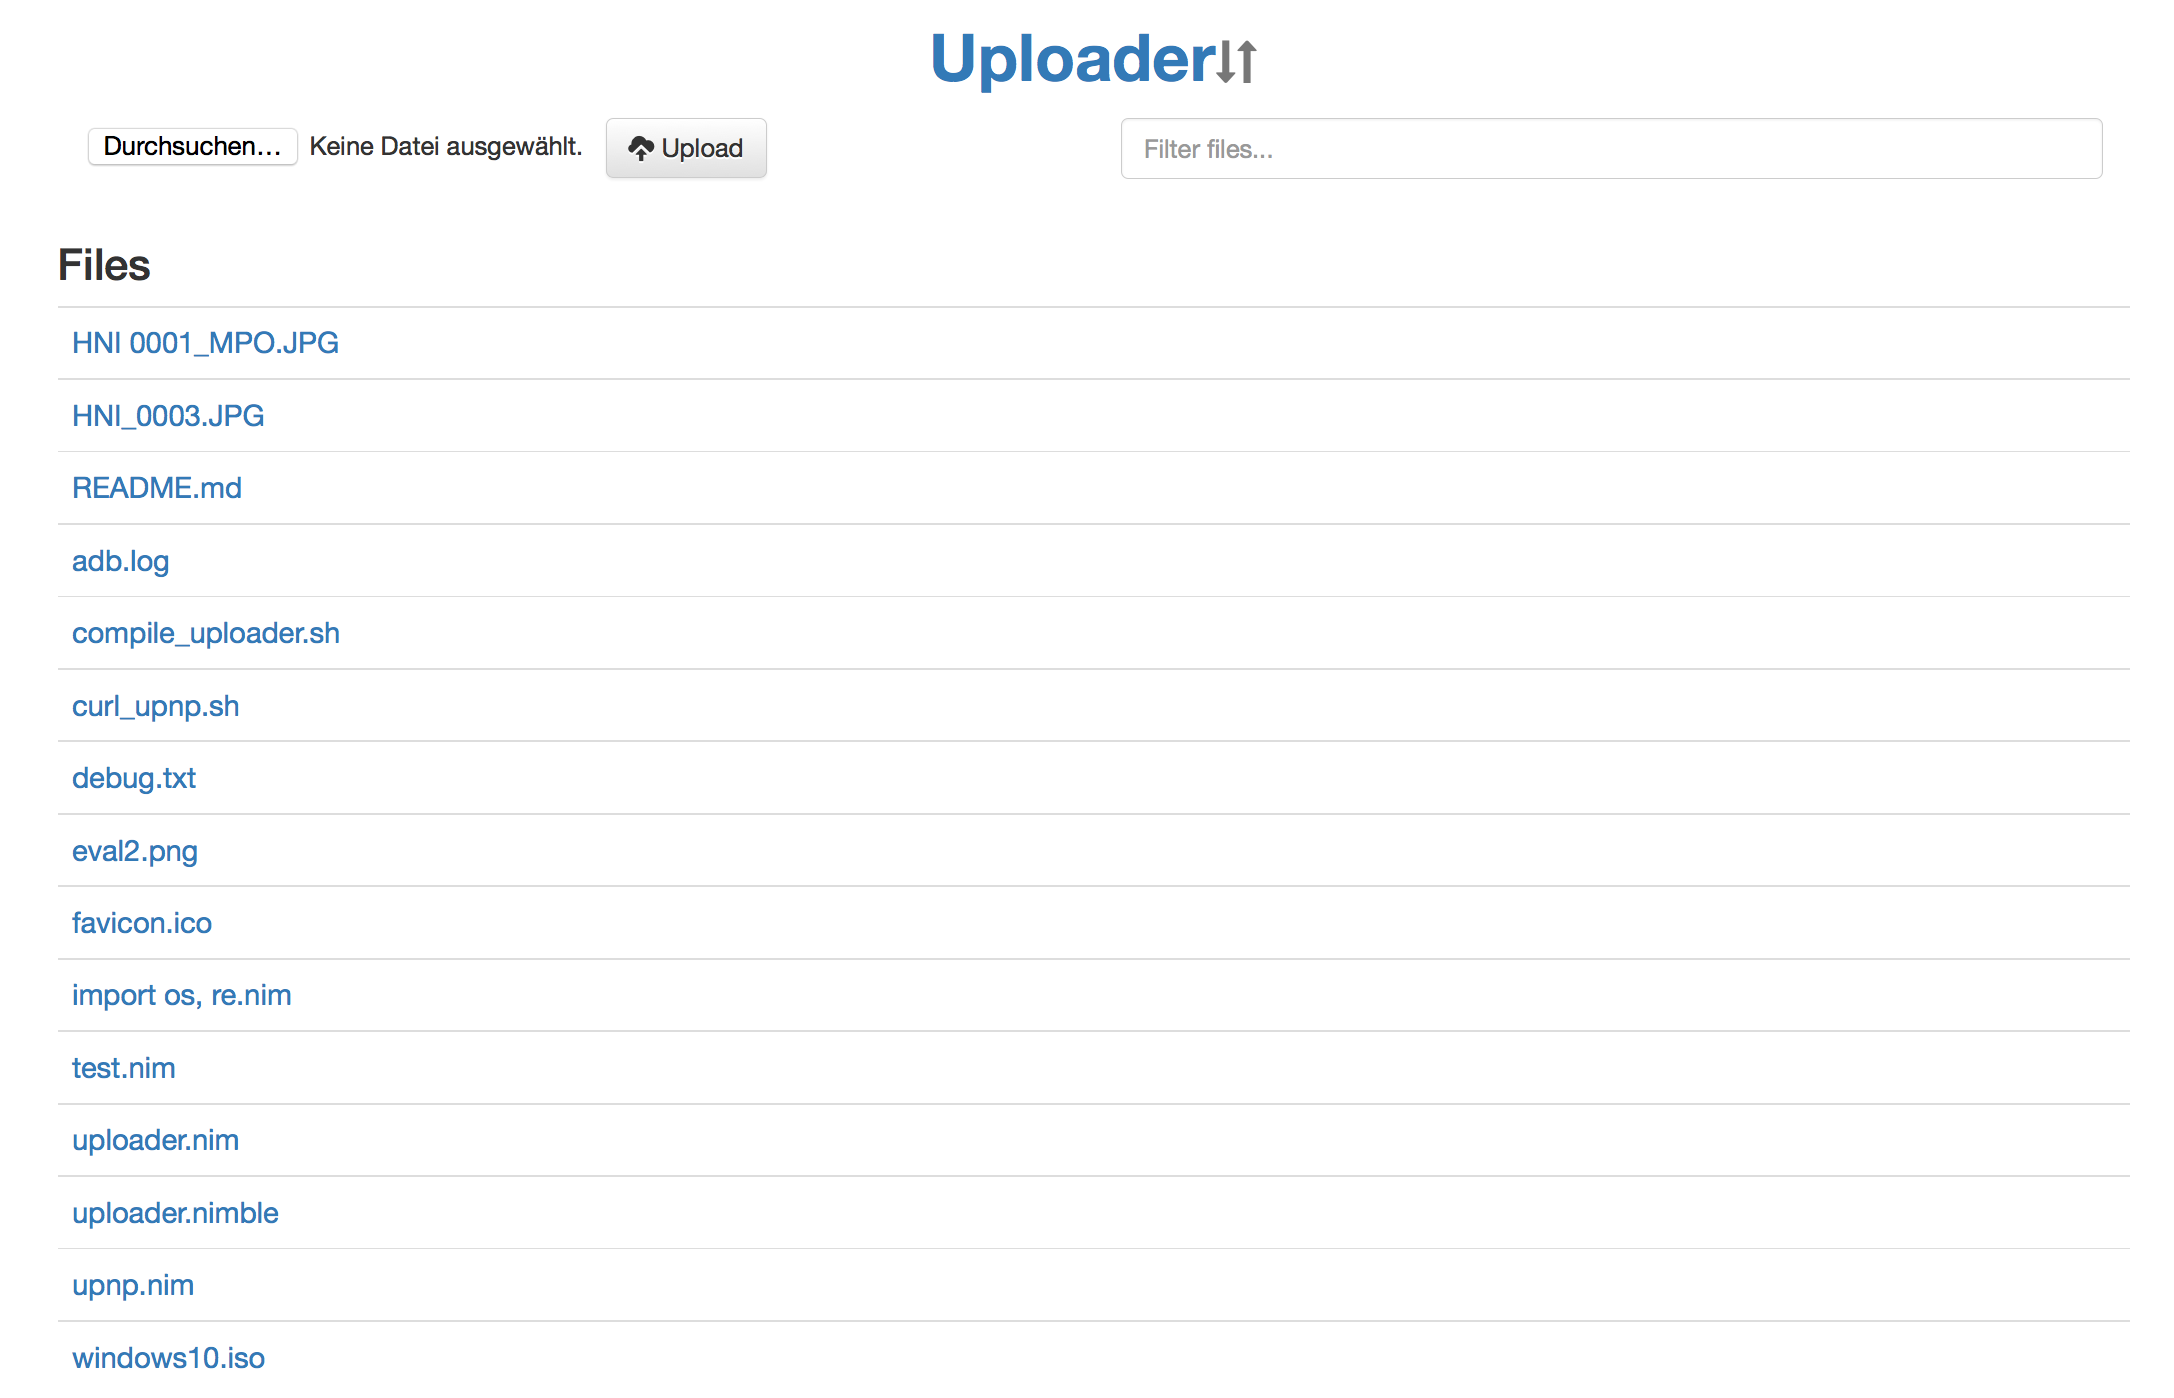 Uploader
Durchsuchen... Keine Datei ausgewählt. Upload Filter files...
Files
HNI 0001_MPO.JPG
HNI_0003.JPG
README.md
adb.log
compile_uploader.sh
curl_upnp.sh
debug.txt
eval2.png
favicon.ico
import os, re.nim
test.nim
uploader.nim
uploader.nimble
upnp.nim
windows10.iso